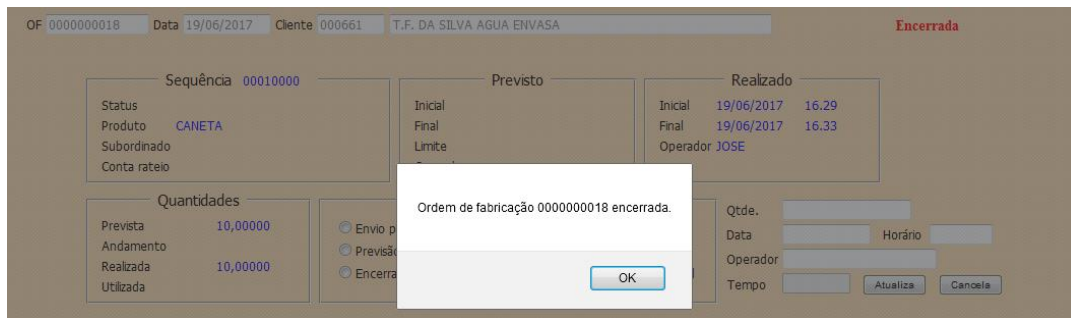 OF 0000000018 Data 19/06/2017 Cliente 000661 T.F. DA SILVA AGUA ENVASA Encerrada
Sequência 00010000
Status
Produto CANETA
Subordinado
Conta rateio
Previsto
Inicial
Final
Limite
Realizado
Inicial 19/06/2017 16.29
Final 19/06/2017 16.33
Operador JOSE
Ordem de fabricação 0000000018 encerrada.
OK
Quantidades
Prevista 10,00000
Andamento
Realizada 10,00000
Utilizada
Envio
Qtde.
Data Horário
Operador
Tempo Atualiza Cancela